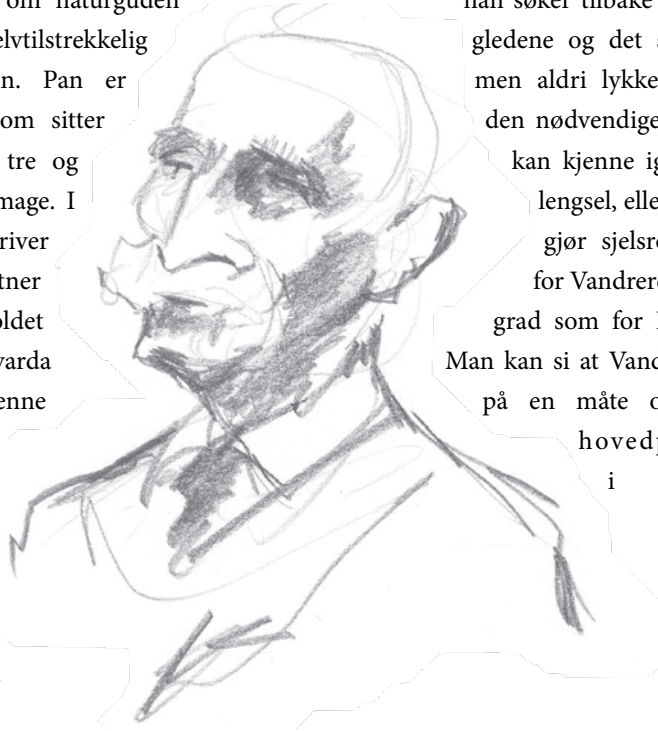 om naturguden
elvtilstrekkelig
n. Pan er
om sitter
tre og
mage. I
river
tner
oldet
varda
enne
han søker tilbake
gledene og det s
men aldri lykke
den nødvendige
kan kjenne ig
lengsel, elle
gjør sjelsr
for Vandrer
grad som for
Man kan si at Vand
på en måte o
hovedp
i